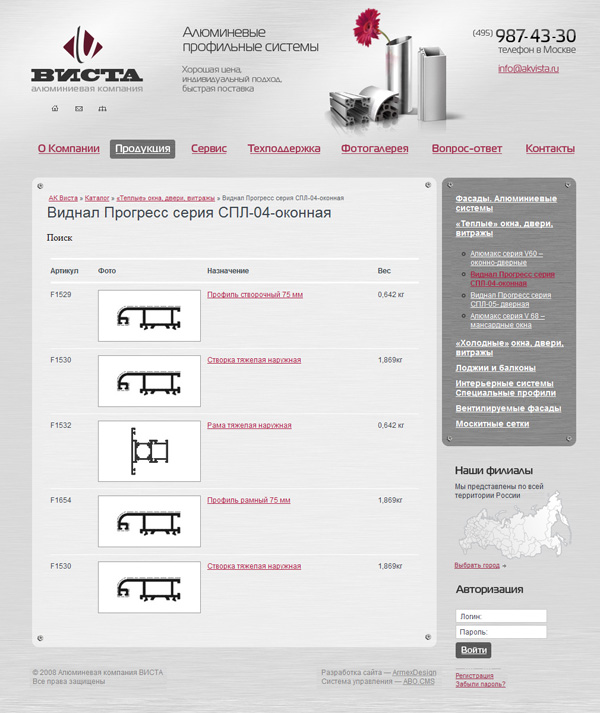 ВИСТА
алюминиевая компания
Алюминевые
профильные системы
Хорошая цена,
индивидуальный подход,
быстрая поставка
(495) 987-43-30
телефон в Москве
info@akvista.ru
О Компании Продукция Сервис Техподдержка Фотогалерея Вопрос-ответ Контакты
АК Виста » Каталог » «Теплые» окна, двери, витражы » Виднал Прогресс серия СПЛ-04-оконная
Виднал Прогресс серия СПЛ-04-оконная
Поиск
Артикул Фото Назначение Вес
F1529 Профиль створочный 75 мм 0,642 кг
F1530 Створка тяжелая наружная 1,869кг
F1532 Рама тяжелая наружная 0,642 кг
F1654 Профиль рамный 75 мм 1,869кг
F1530 Створка тяжелая наружная 1,869кг
Фасады. Алюминиевые
системы
«Теплые» окна, двери,
витражы
Алюмакс серия V60 –
оконно-дверные
Виднал Прогресс серия
СПЛ-04-оконная
Виднал Прогресс серия
СПЛ-05- дверная
Алюмакс серия V 68 –
мансардные окна
«Холодные» окна, двери,
витражы
Лоджии и балконы
Интерьерные системы
Специальные профили
Вентилируемые фасады
Москитные сетки
Наши филиалы
Мы представлены по всей
территории России
Выбрать город
Авторизация
Логин:
Пароль:
Войти
Регистрация
Забыли пароль?
© 2008 Алюминевая компания ВИСТА
Все права защищены
Разработка сайта — ArmexDesign
Система управления — ABO CMS